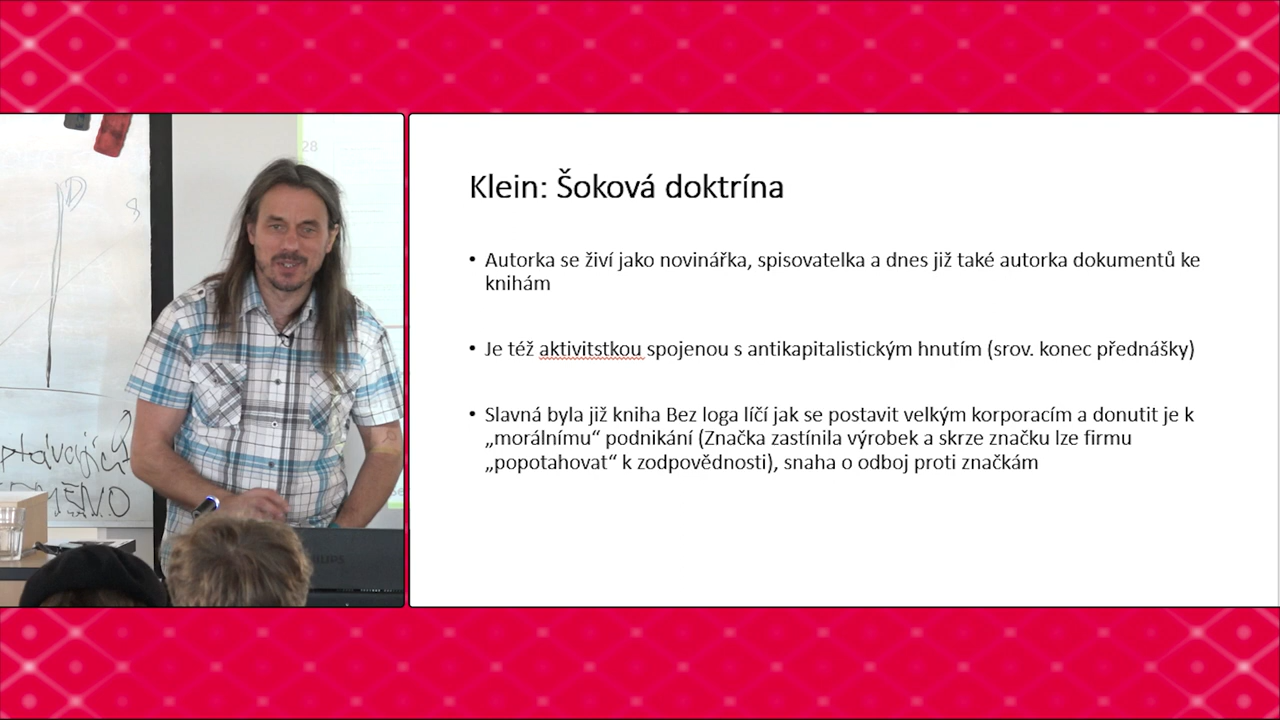 28
D
8
Klein: Šoková doktrína
• Autorka se živí jako novinářka, spisovatelka a dnes již také autorka dokumentů ke
knihám
• Je též aktivitstkou spojenou s antikapitalistickým hnutím (srov. konec přednášky)
• Slavná byla již kniha Bez loga líčí jak se postavit velkým korporacím a donutit je k
„morálnímu“ podnikání (Značka zastínila výrobek a skrze značku lze firmu
„popotahovat“ k zodpovědnosti), snaha o odboj proti značkám